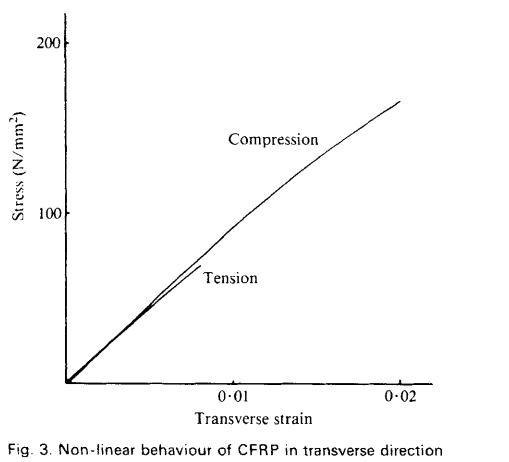 200
Compression
Stress (N/mm²)
100
Tension
0·01
0·02
Transverse strain
Fig. 3. Non-linear behaviour of CFRP in transverse direction